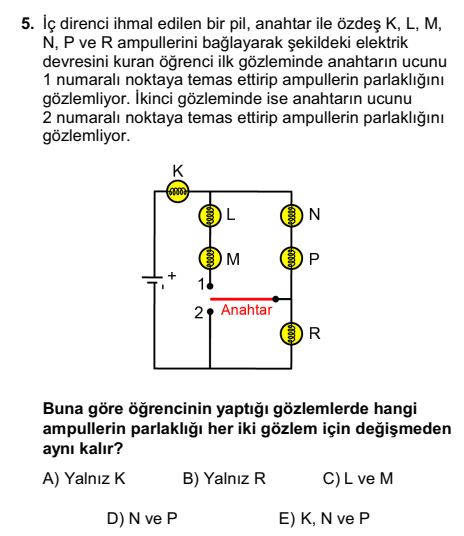 5. İç direnci ihmal edilen bir pil, anahtar ile özdeş K, L, M,
N, P ve R ampullerini bağlayarak şekildeki elektrik
devresini kuran öğrenci ilk gözleminde anahtarın ucunu
1 numaralı noktaya temas ettirip ampullerin parlaklığını
gözlemliyor. İkinci gözleminde ise anahtarın ucunu
2 numaralı noktaya temas ettirip ampullerin parlaklığını
gözlemliyor.
K
L
N
M
P
+
-
1
2
Anahtar
R
Buna göre öğrencinin yaptığı gözlemlerde hangi
ampullerin parlaklığı her iki gözlem için değişmeden
aynı kalır?
A) Yalnız K B) Yalnız R C) L ve M
D) N ve P E) K, N ve P